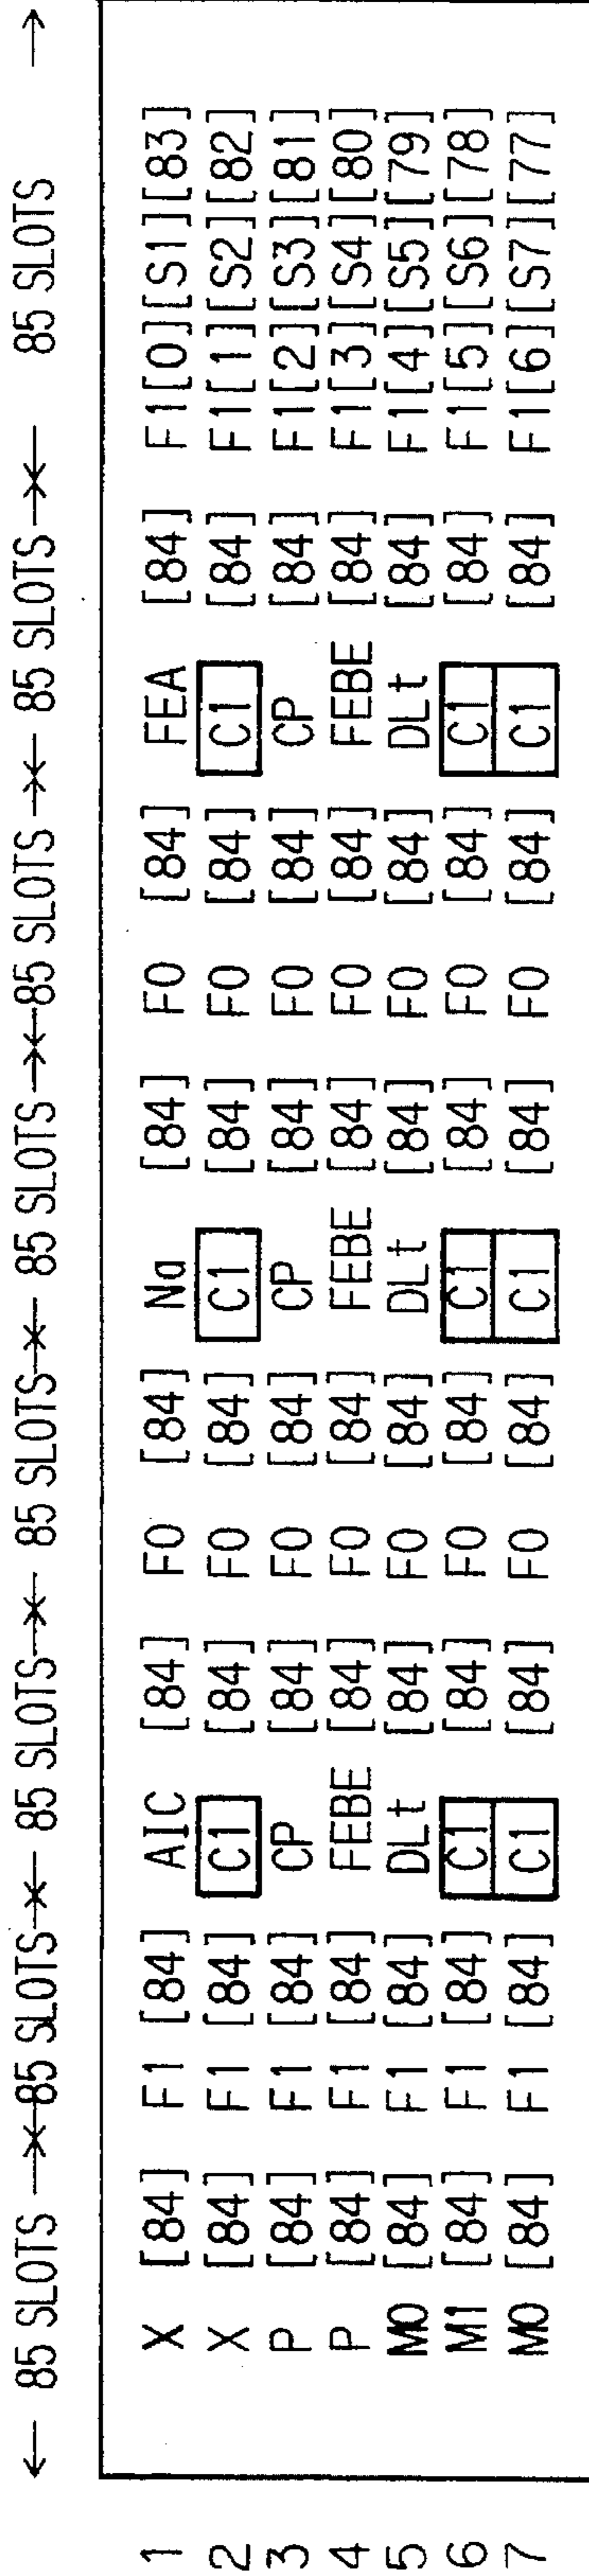 ← 85 SLOTS →← 85 SLOTS →← 85 SLOTS →← 85 SLOTS →← 85 SLOTS →← 85 SLOTS →← 85 SLOTS →← 85 SLOTS →
1 X [84] F1 [84] AIC [84] F0 [84] Na [84] F0 [84] FEA [84] F1[0][S1][83]
2 X [84] F1 [84] C1 [84] F0 [84] C1 [84] F0 [84] C1 [84] F1[1][S2][82]
3 P [84] F1 [84] CP [84] F0 [84] CP [84] F0 [84] CP [84] F1[2][S3][81]
4 P [84] F1 [84] FEBE [84] F0 [84] FEBE [84] F0 [84] FEBE [84] F1[3][S4][80]
5 M0 [84] F1 [84] DLt [84] F0 [84] DLt [84] F0 [84] DLt [84] F1[4][S5][79]
6 M1 [84] F1 [84] C1 [84] F0 [84] C1 [84] F0 [84] C1 [84] F1[5][S6][78]
7 M0 [84] F1 [84] C1 [84] F0 [84] C1 [84] F0 [84] C1 [84] F1[6][S7][77]